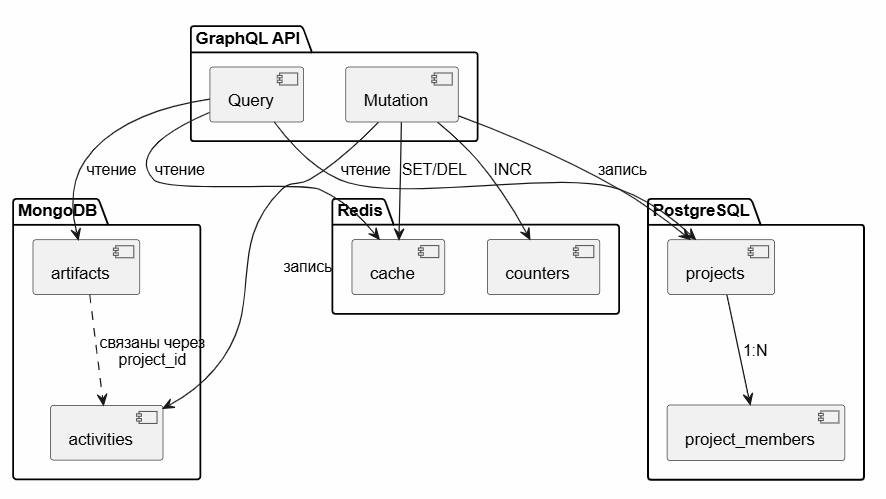 GraphQL API
Query
Mutation
чтение
чтение
чтение
SET/DEL
INCR
запись
MongoDB
Redis
PostgreSQL
artifacts
cache
counters
projects
запись
связаны через
project_id
1:N
activities
project_members